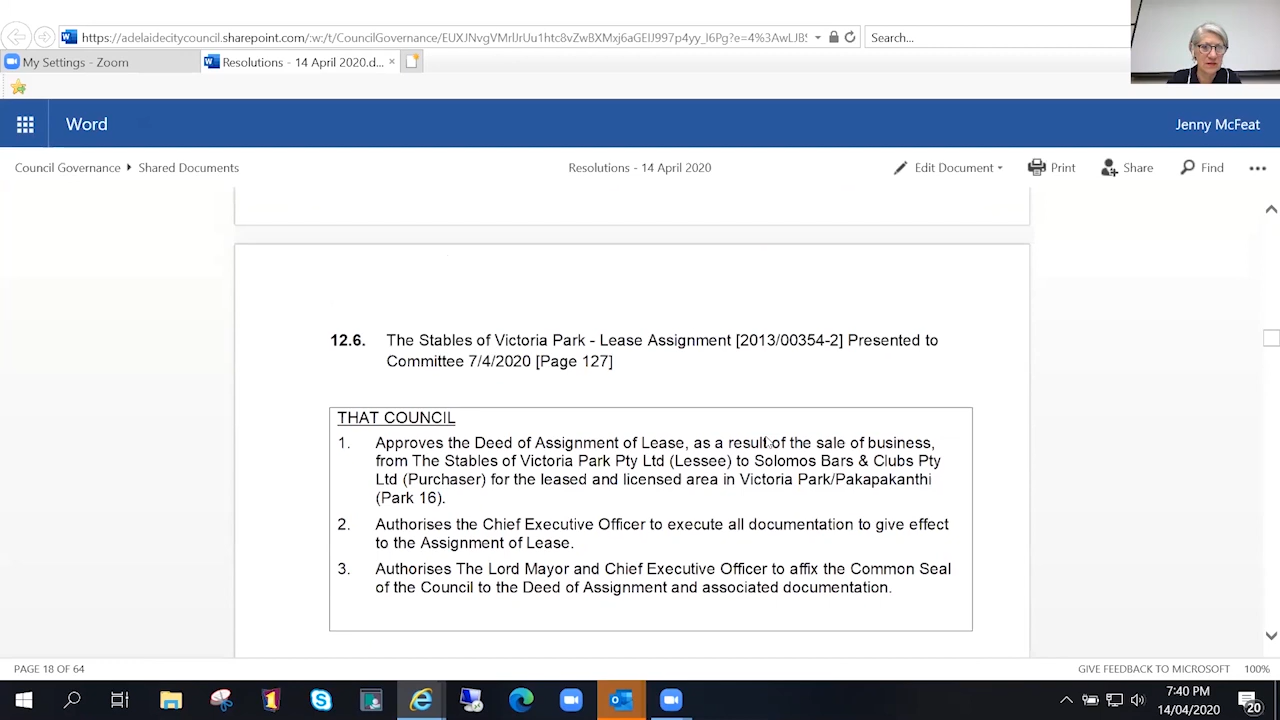 https://adelaidecitycouncil.sharepoint.com/:w:/t/CouncilGovernance/
Search...
My Settings - Zoom
Resolutions - 14 April 2020.d...
Word
Jenny McFeat
Council Governance
Shared Documents
Resolutions - 14 April 2020
Edit Document
Print
Share
Find
12.6. The Stables of Victoria Park - Lease Assignment [2013/00354-2] Presented to
Committee 7/4/2020 [Page 127]
THAT COUNCIL
1. Approves the Deed of Assignment of Lease, as a result of the sale of business,
from The Stables of Victoria Park Pty Ltd (Lessee) to Solomos Bars & Clubs Pty
Ltd (Purchaser) for the leased and licensed area in Victoria Park/Pakapakanthi
(Park 16).
2. Authorises the Chief Executive Officer to execute all documentation to give effect
to the Assignment of Lease.
3. Authorises The Lord Mayor and Chief Executive Officer to affix the Common Seal
of the Council to the Deed of Assignment and associated documentation.
PAGE 18 OF 64
GIVE FEEDBACK TO MICROSOFT
100%
7:40 PM
14/04/2020
20